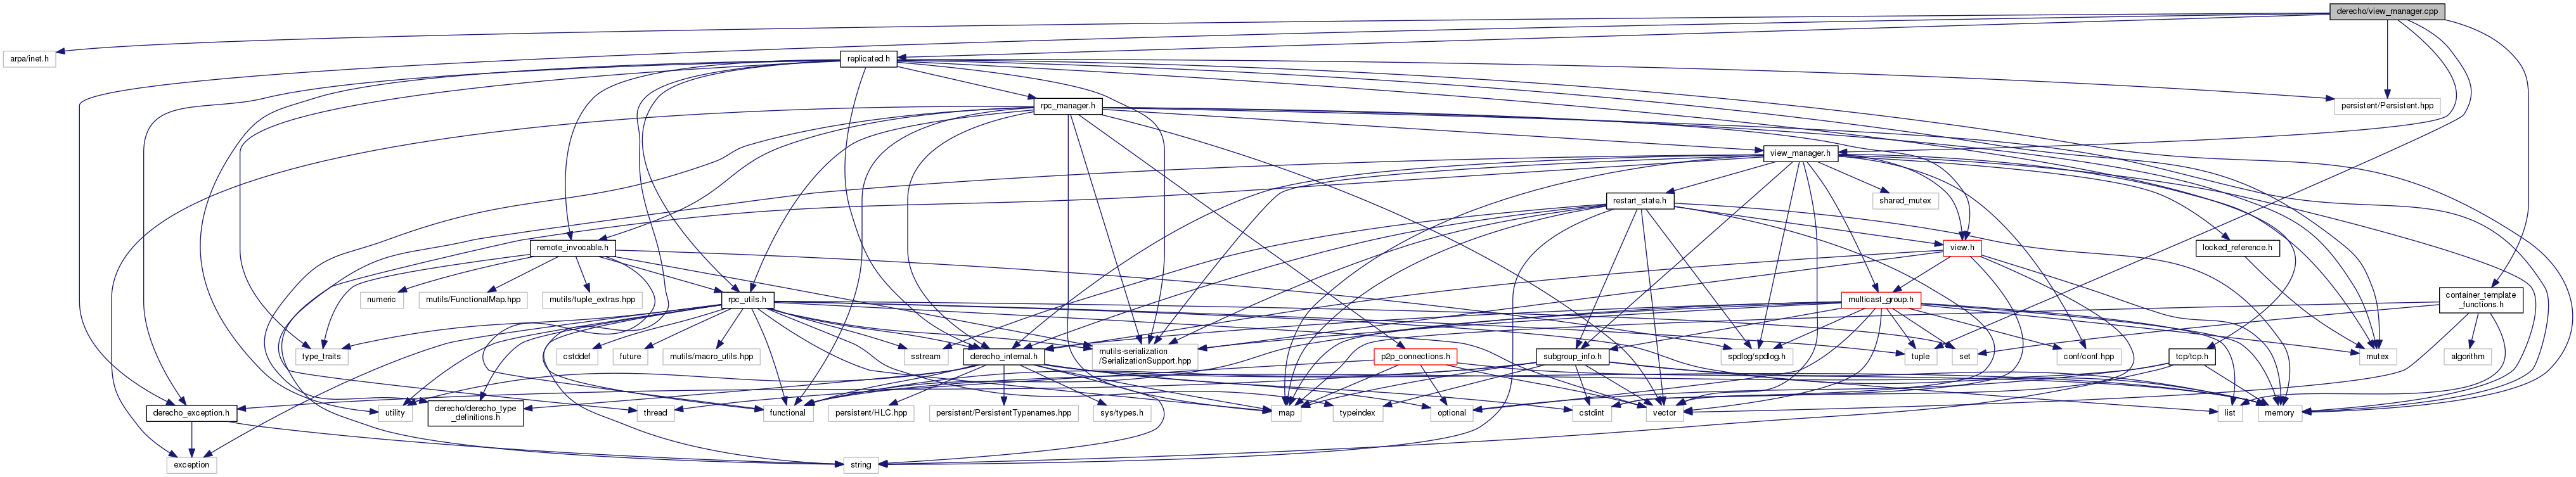 derecho/view_manager.cpp
arpa/inet.h
replicated.h
rpc_manager.h
persistent/Persistent.hpp
view_manager.h
restart_state.h
shared_mutex
remote_invocable.h
view.h
locked_reference.h
numeric
mutils/FunctionalMap.hpp
mutils/tuple_extras.hpp
rpc_utils.h
multicast_group.h
container_template
_functions.h
type_traits
cstddef
future
mutils/macro_utils.hpp
sstream
derecho_internal.h
mutils-serialization
/SerializationSupport.hpp
p2p_connections.h
subgroup_info.h
spdlog/spdlog.h
tuple
set
conf/conf.hpp
tcp/tcp.h
mutex
algorithm
derecho_exception.h
utility
derecho/derecho_type
_definitions.h
thread
functional
persistent/HLC.hpp
persistent/PersistentTypenames.hpp
sys/types.h
map
typeindex
optional
cstdint
vector
list
memory
exception
string